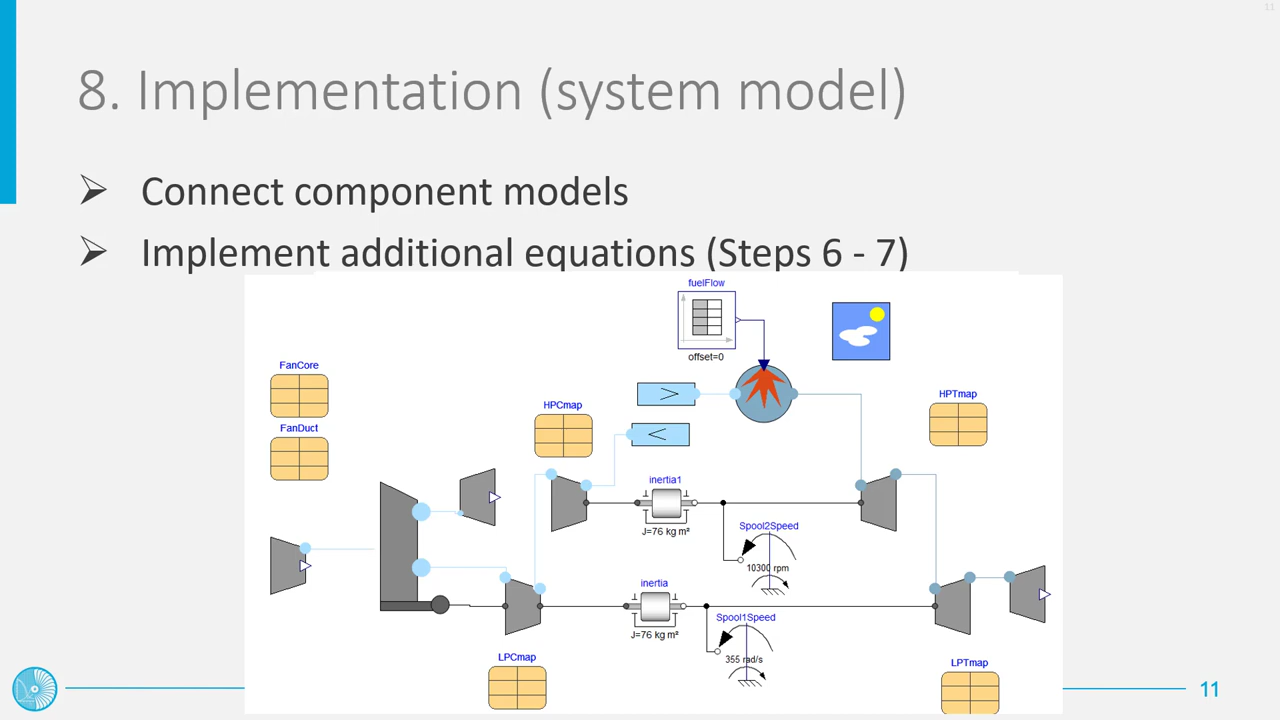 11
8. Implementation (system model)
➢ Connect component models
➢ Implement additional equations (Steps 6 - 7)
fuelFlow
offset=0
FanCore
FanDuct
HPCmap
HPTmap
inertia1
J=76 kg m²
Spool2Speed
10300 rpm
inertia
J=76 kg m²
Spool1Speed
355 rad/s
LPCmap
LPTmap
11